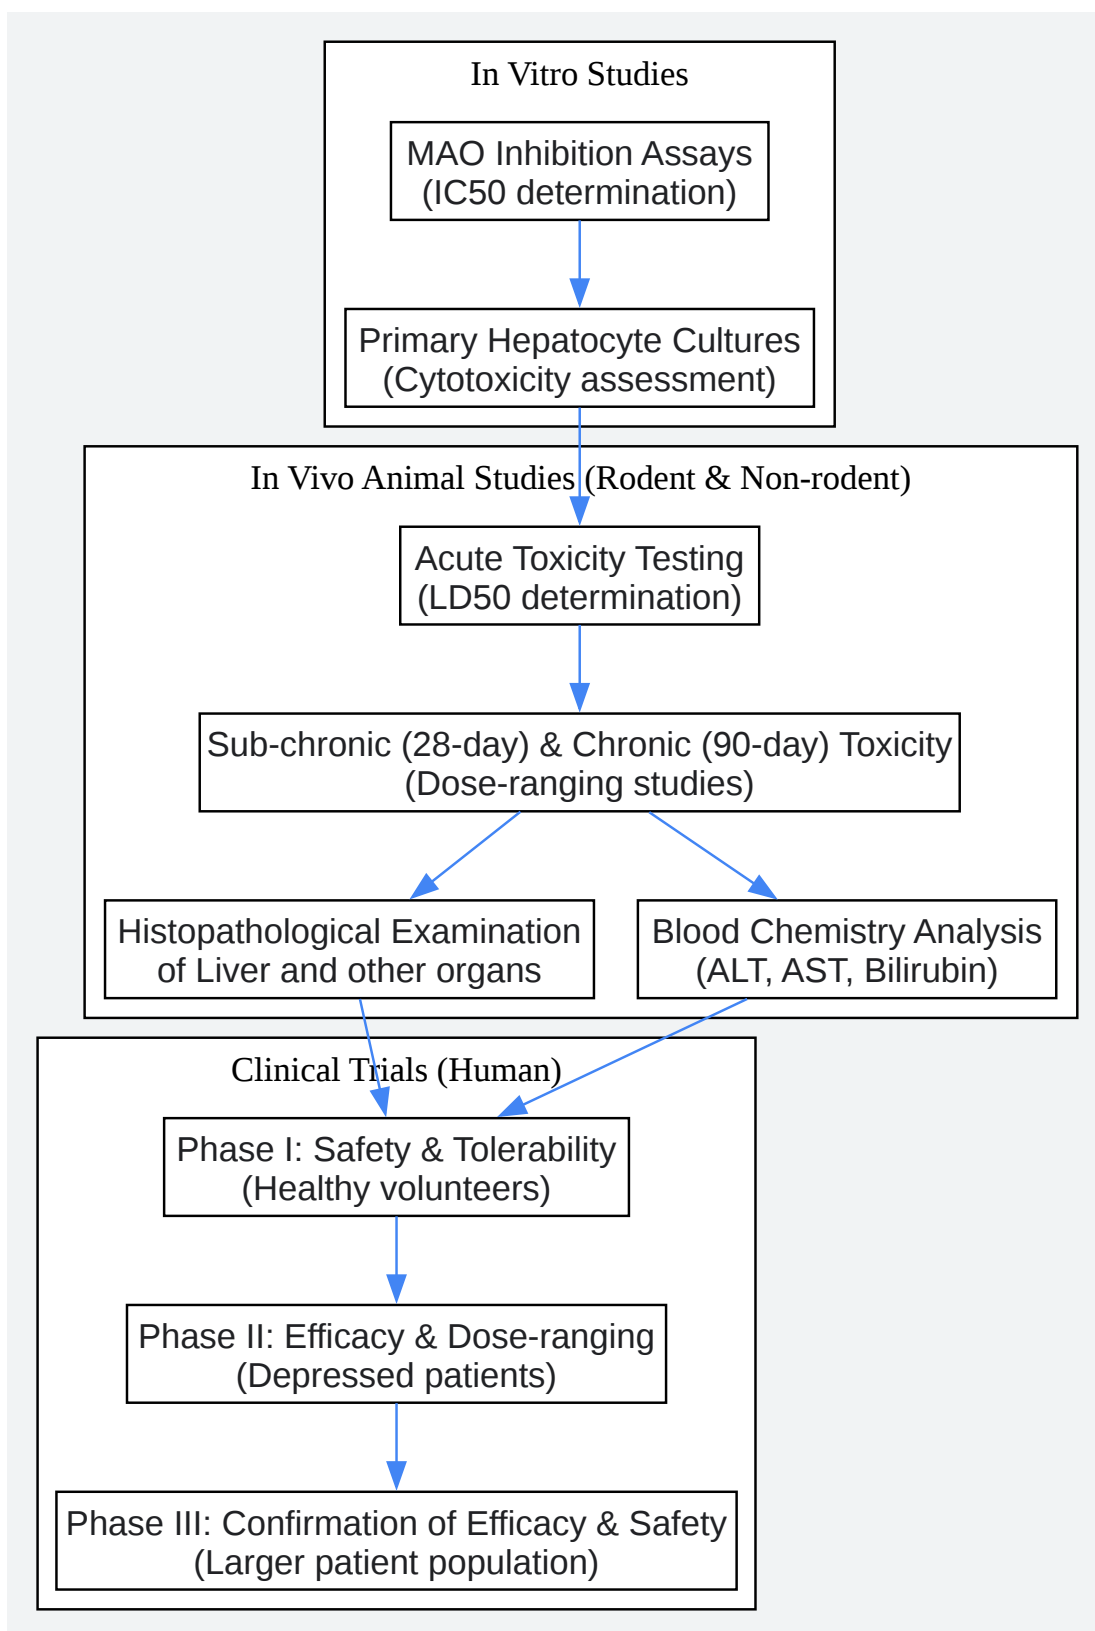 In Vitro Studies
MAO Inhibition Assays
(IC50 determination)
Primary Hepatocyte Cultures
(Cytotoxicity assessment)
In Vivo Animal Studies (Rodent & Non-rodent)
Acute Toxicity Testing
(LD50 determination)
Sub-chronic (28-day) & Chronic (90-day) Toxicity
(Dose-ranging studies)
Histopathological Examination
of Liver and other organs
Blood Chemistry Analysis
(ALT, AST, Bilirubin)
Clinical Trials (Human)
Phase I: Safety & Tolerability
(Healthy volunteers)
Phase II: Efficacy & Dose-ranging
(Depressed patients)
Phase III: Confirmation of Efficacy & Safety
(Larger patient population)